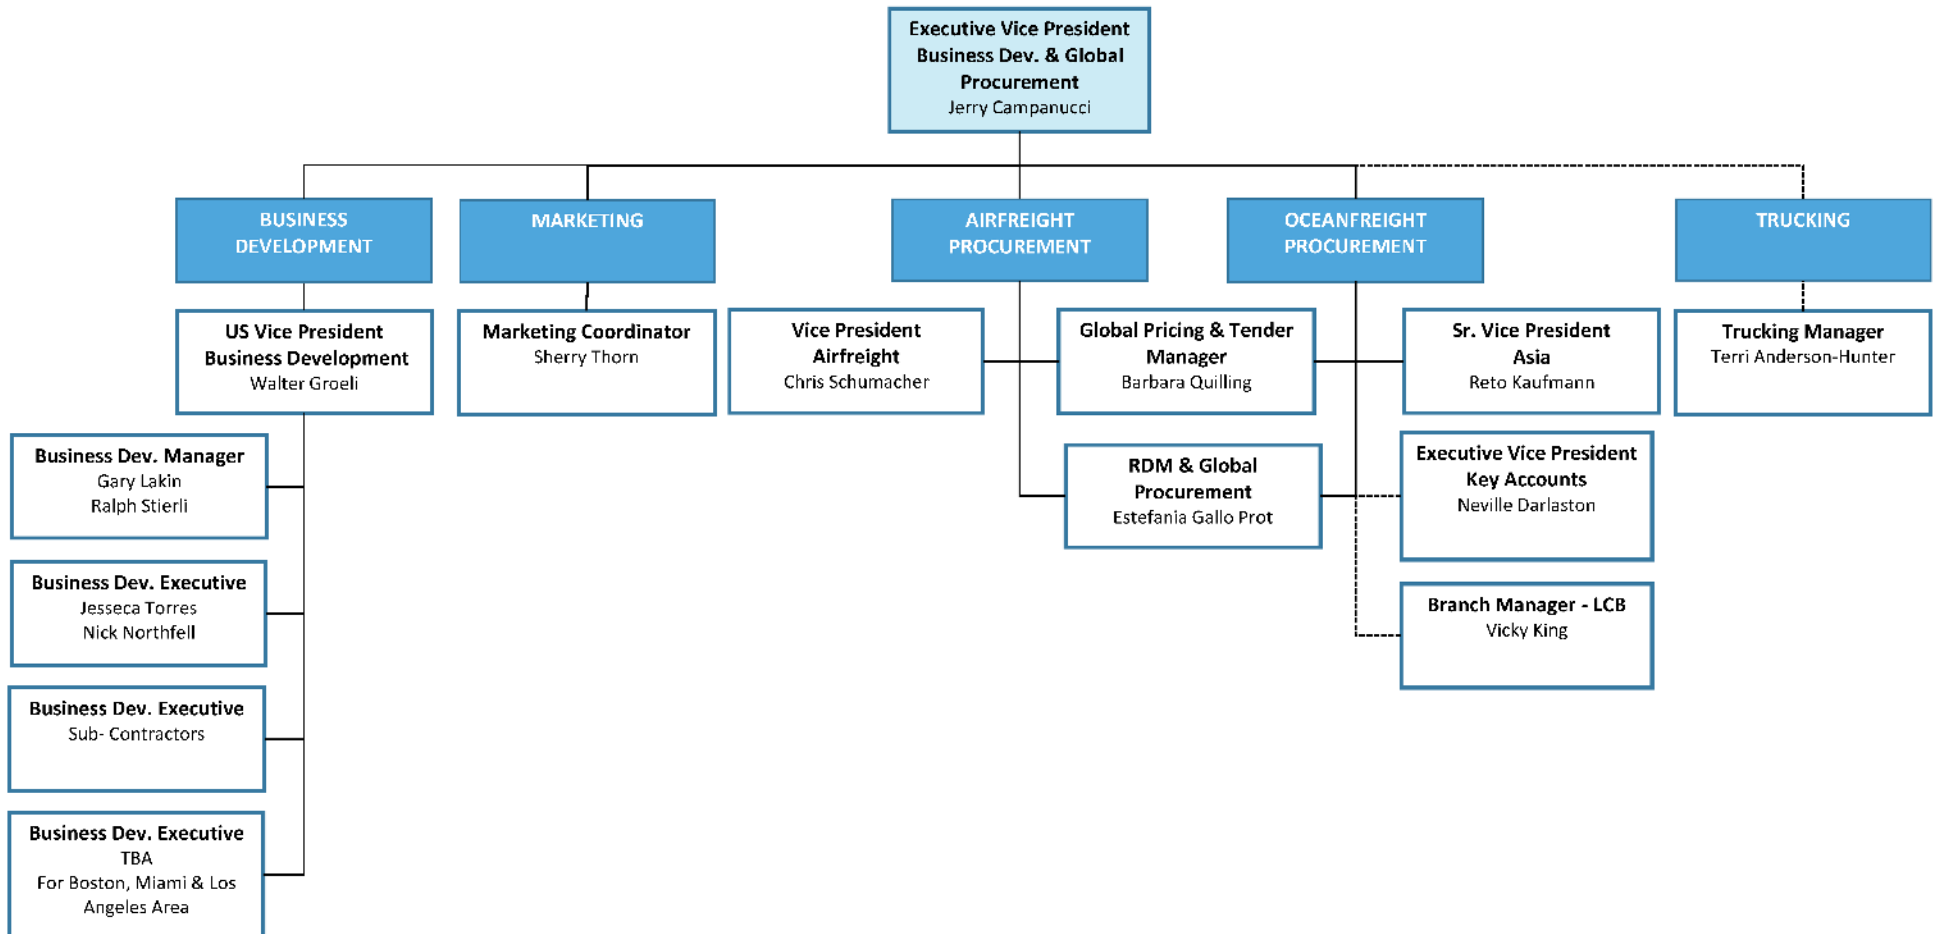 Executive Vice President
Business Dev. & Global
Procurement
Jerry Campanucci
BUSINESS
DEVELOPMENT
MARKETING
AIRFREIGHT
PROCUREMENT
OCEANFREIGHT
PROCUREMENT
TRUCKING
US Vice President
Business Development
Walter Groeli
Marketing Coordinator
Sherry Thorn
Vice President
Airfreight
Chris Schumacher
Global Pricing & Tender
Manager
Barbara Quilling
Sr. Vice President
Asia
Reto Kaufmann
Trucking Manager
Terri Anderson-Hunter
Business Dev. Manager
Gary Lakin
Ralph Stierli
RDM & Global
Procurement
Estefania Gallo Prot
Executive Vice President
Key Accounts
Neville Darlaston
Business Dev. Executive
Jesseca Torres
Nick Northfell
Branch Manager - LCB
Vicky King
Business Dev. Executive
Sub- Contractors
Business Dev. Executive
TBA
For Boston, Miami & Los
Angeles Area